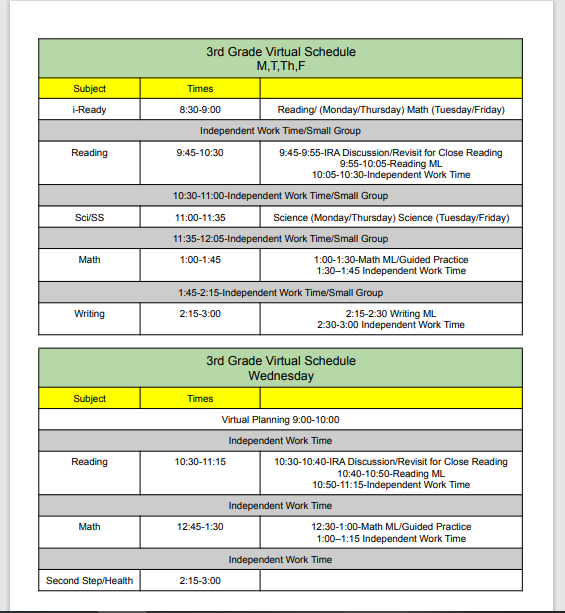 3rd Grade Virtual Schedule
M,T,Th,F
Subject Times
i-Ready 8:30-9:00 Reading/ (Monday/Thursday) Math (Tuesday/Friday)
Independent Work Time/Small Group
Reading 9:45-10:30 9:45-9:55-IRA Discussion/Revisit for Close Reading
9:55-10:05-Reading ML
10:05-10:30-Independent Work Time
10:30-11:00-Independent Work Time/Small Group
Sci/SS 11:00-11:35 Science (Monday/Thursday) Science (Tuesday/Friday)
11:35-12:05-Independent Work Time/Small Group
Math 1:00-1:45 1:00-1:30-Math ML/Guided Practice
1:30–1:45 Independent Work Time
1:45-2:15-Independent Work Time/Small Group
Writing 2:15-3:00 2:15-2:30 Writing ML
2:30-3:00 Independent Work Time
3rd Grade Virtual Schedule
Wednesday
Subject Times
Virtual Planning 9:00-10:00
Independent Work Time
Reading 10:30-11:15 10:30-10:40-IRA Discussion/Revisit for Close Reading
10:40-10:50-Reading ML
10:50-11:15-Independent Work Time
Independent Work Time
Math 12:45-1:30 12:30-1:00-Math ML/Guided Practice
1:00–1:15 Independent Work Time
Independent Work Time
Second Step/Health 2:15-3:00